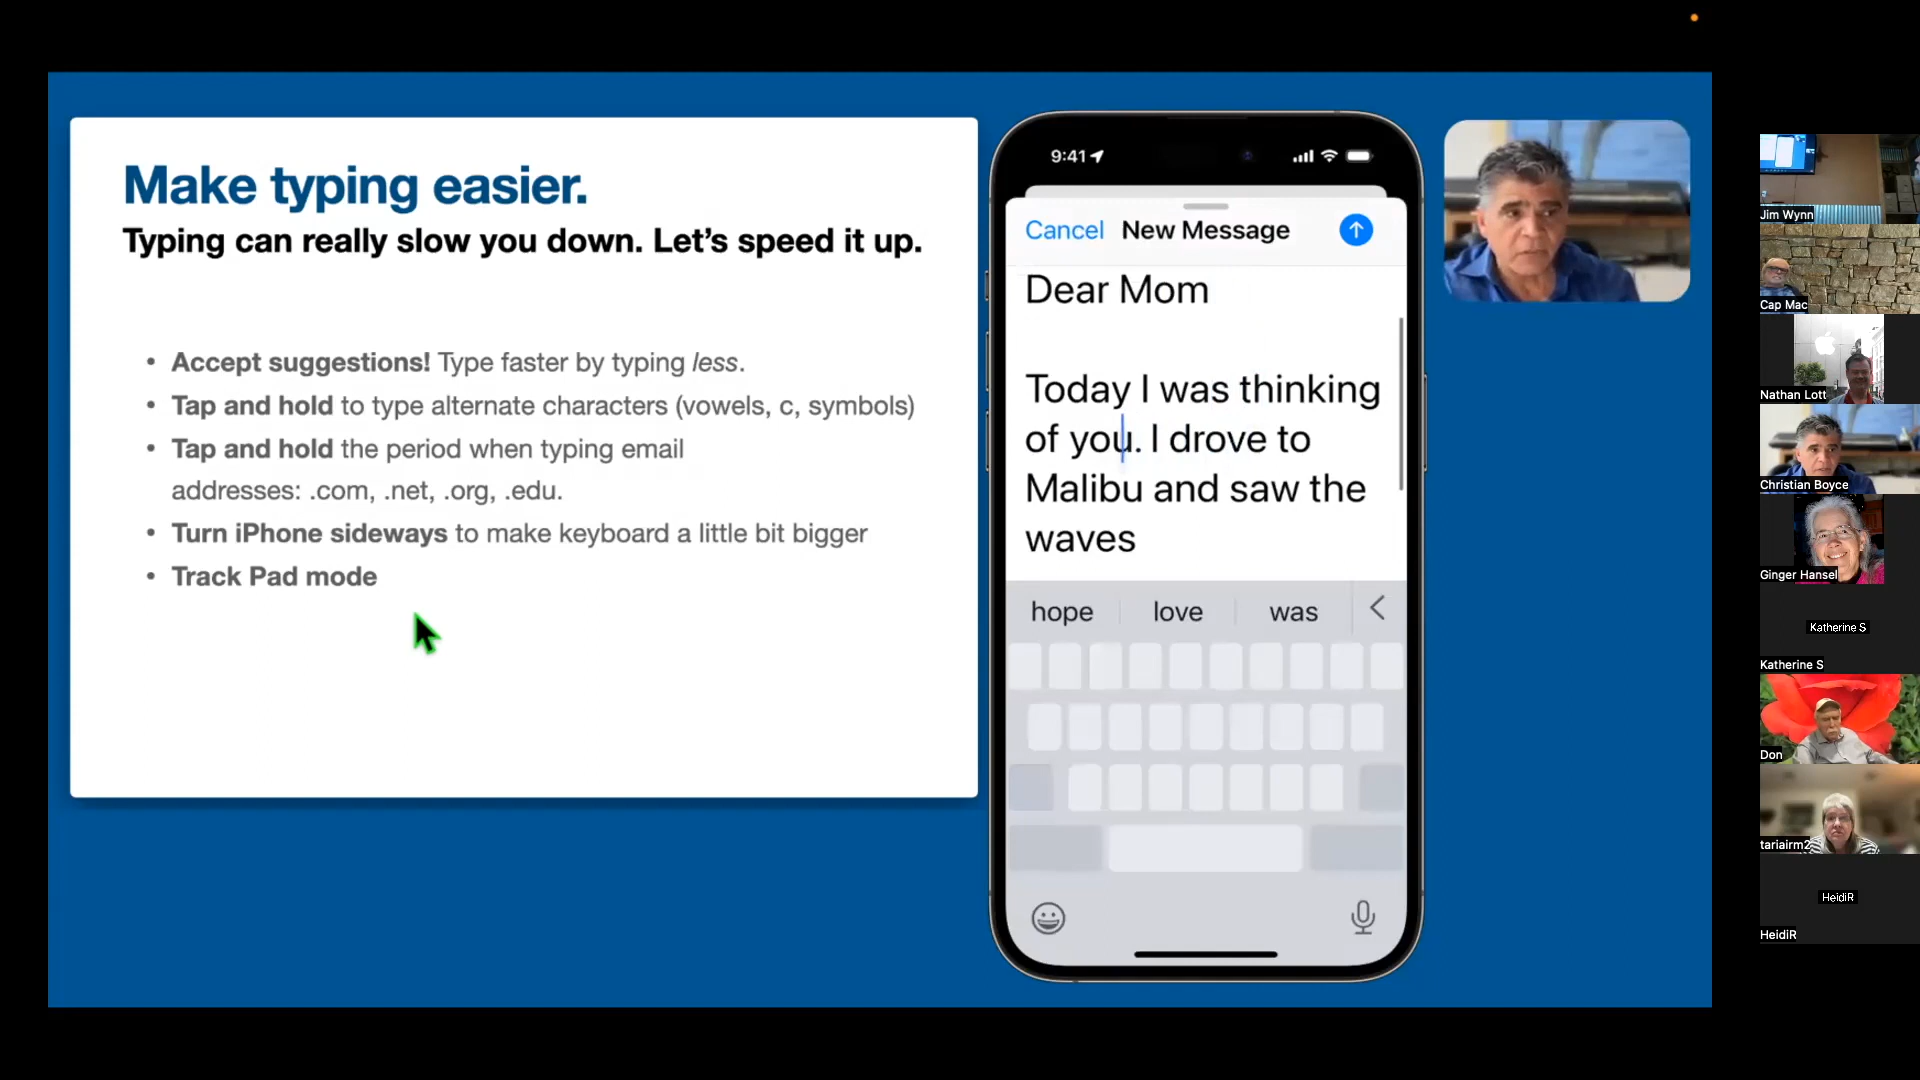 Make typing easier.
Typing can really slow you down. Let's speed it up.
• Accept suggestions! Type faster by typing less.
• Tap and hold to type alternate characters (vowels, c, symbols)
• Tap and hold the period when typing email
addresses: .com, .net, .org, .edu.
• Turn iPhone sideways to make keyboard a little bit bigger
• Track Pad mode
9:41
Cancel New Message
Dear Mom
Today I was thinking
of you. I drove to
Malibu and saw the
waves
hope love was
Jim Wynn
Cap Mac
Nathan Lott
Christian Boyce
Ginger Hansel
Katherine S
Katherine S
Don
tariairm2
HeidiR
HeidiR